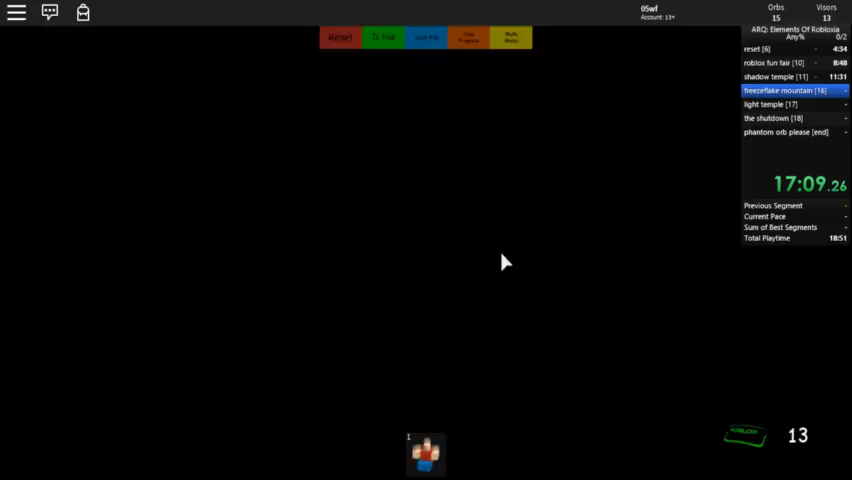 05wf
Account: 13+
Orbs
15
Visors
13
Reset
To Hub
Save
Progress
ARQ: Elements Of Robloxia
Any% 0/2
reset [6] - 4:34
roblox fun fair [10] - 8:48
shadow temple [11] - 11:31
freezeflake mountain [16] -
light temple [17] -
the shutdown [18] -
phantom orb please [end] -
17:09.26
Previous Segment -
Current Pace -
Sum of Best Segments -
Total Playtime 18:51
13
1